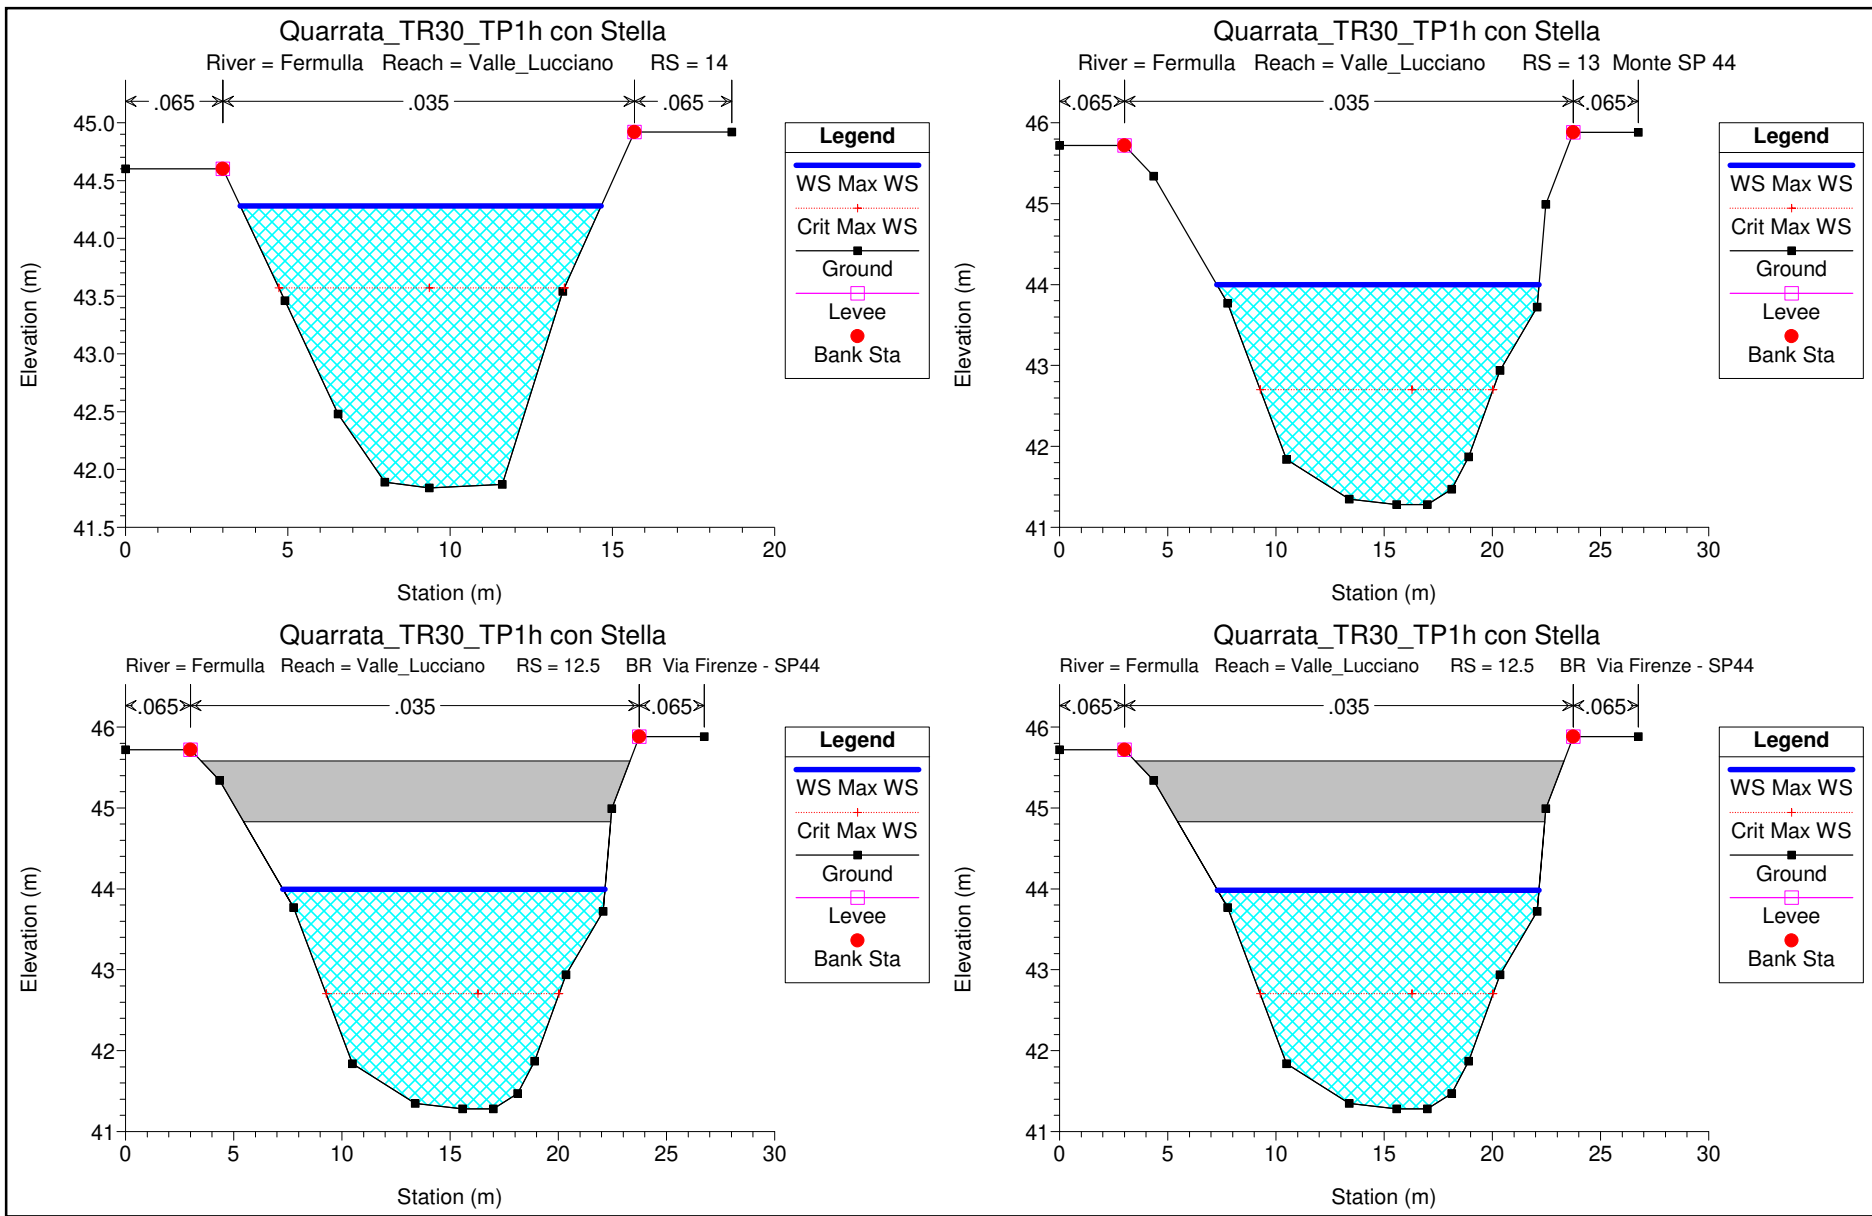 Quarrata_TR30_TP1h con Stella
River = Fermulla Reach = Valle_Lucciano RS = 14
.065 .035 .065
45.0
44.5
44.0
43.5
43.0
42.5
42.0
41.5
0 5 10 15 20
Elevation (m)
Station (m)
Legend
WS Max WS
Crit Max WS
Ground
Levee
Bank Sta
Quarrata_TR30_TP1h con Stella
River = Fermulla Reach = Valle_Lucciano RS = 13 Monte SP 44
.065 .035 .065
46
45
44
43
42
41
0 5 10 15 20 25 30
Elevation (m)
Station (m)
Legend
WS Max WS
Crit Max WS
Ground
Levee
Bank Sta
Quarrata_TR30_TP1h con Stella
River = Fermulla Reach = Valle_Lucciano RS = 12.5 BR Via Firenze - SP44
.065 .035 .065
46
45
44
43
42
41
0 5 10 15 20 25 30
Elevation (m)
Station (m)
Legend
WS Max WS
Crit Max WS
Ground
Levee
Bank Sta
Quarrata_TR30_TP1h con Stella
River = Fermulla Reach = Valle_Lucciano RS = 12.5 BR Via Firenze - SP44
.065 .035 .065
46
45
44
43
42
41
0 5 10 15 20 25 30
Elevation (m)
Station (m)
Legend
WS Max WS
Crit Max WS
Ground
Levee
Bank Sta